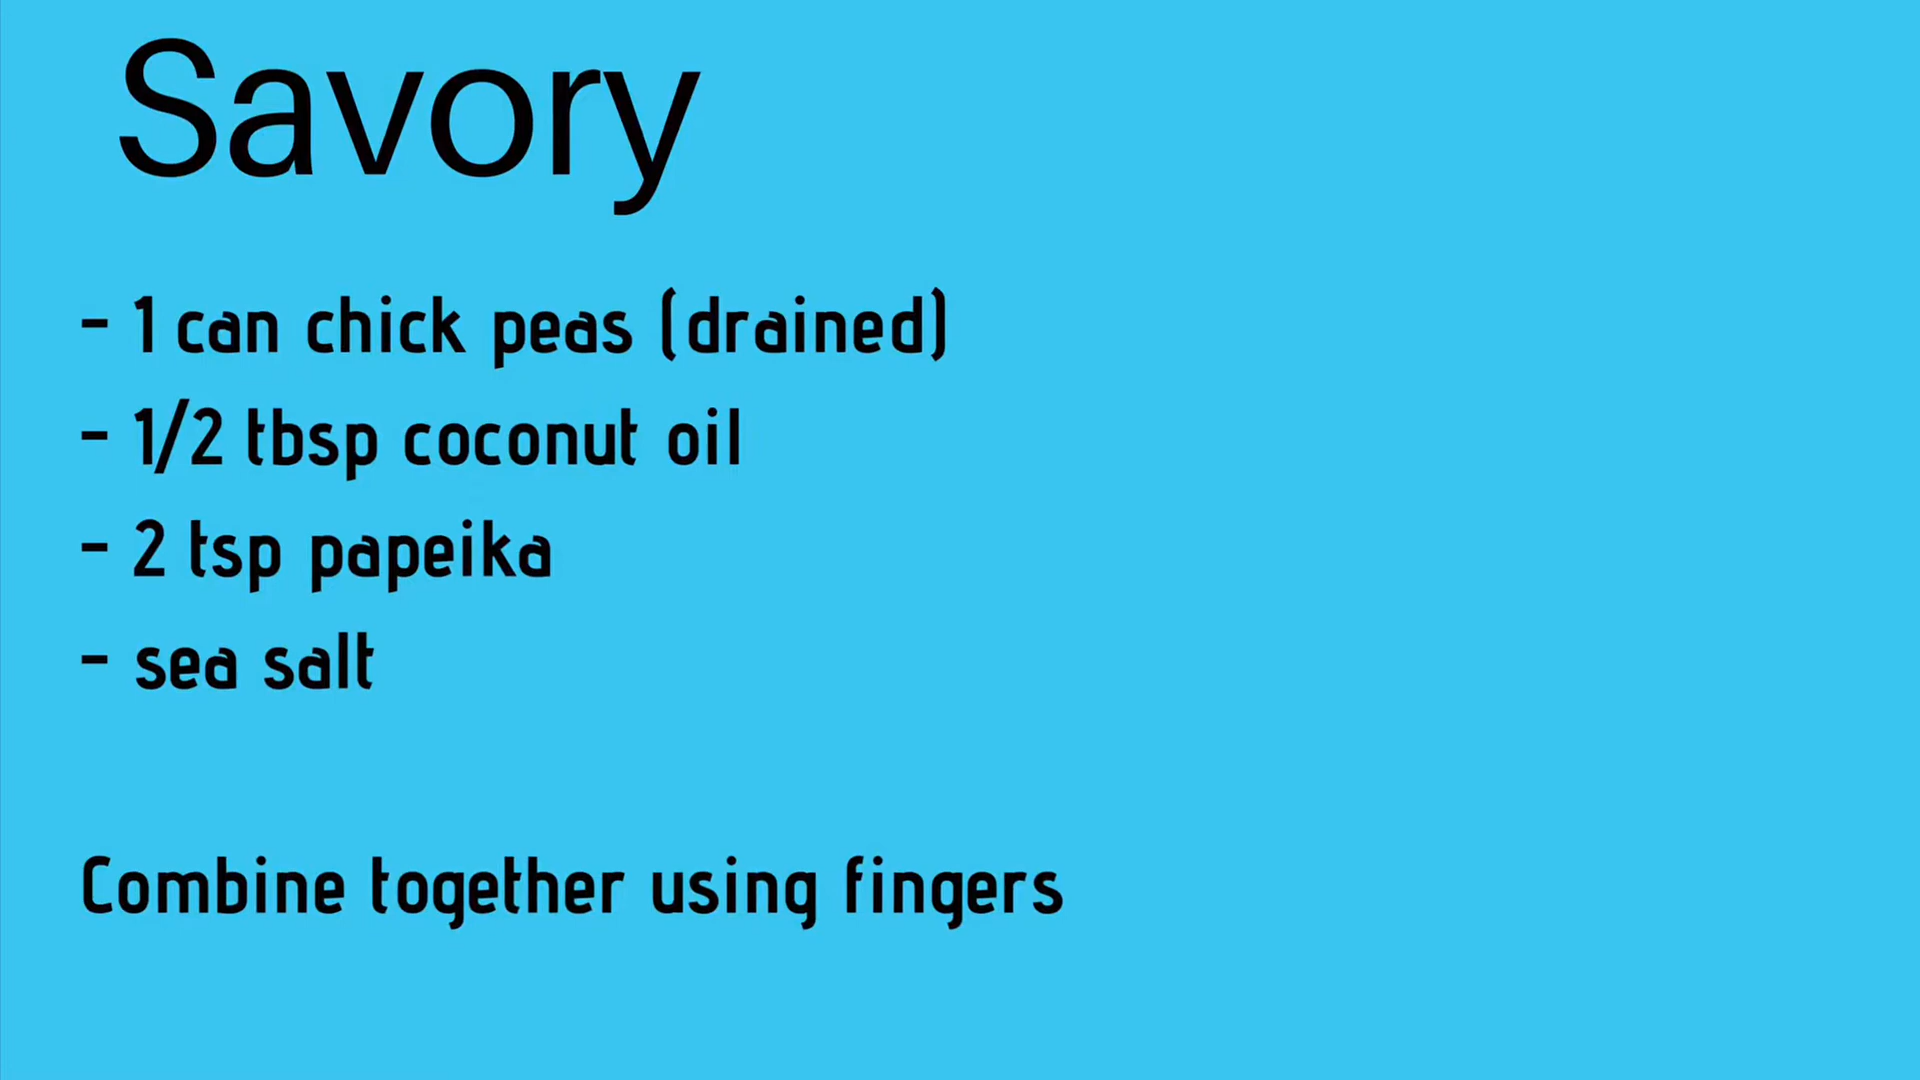 Savory
- 1 can chick peas (drained)
- 1/2 tbsp coconut oil
- 2 tsp papeika
- sea salt
Combine together using fingers